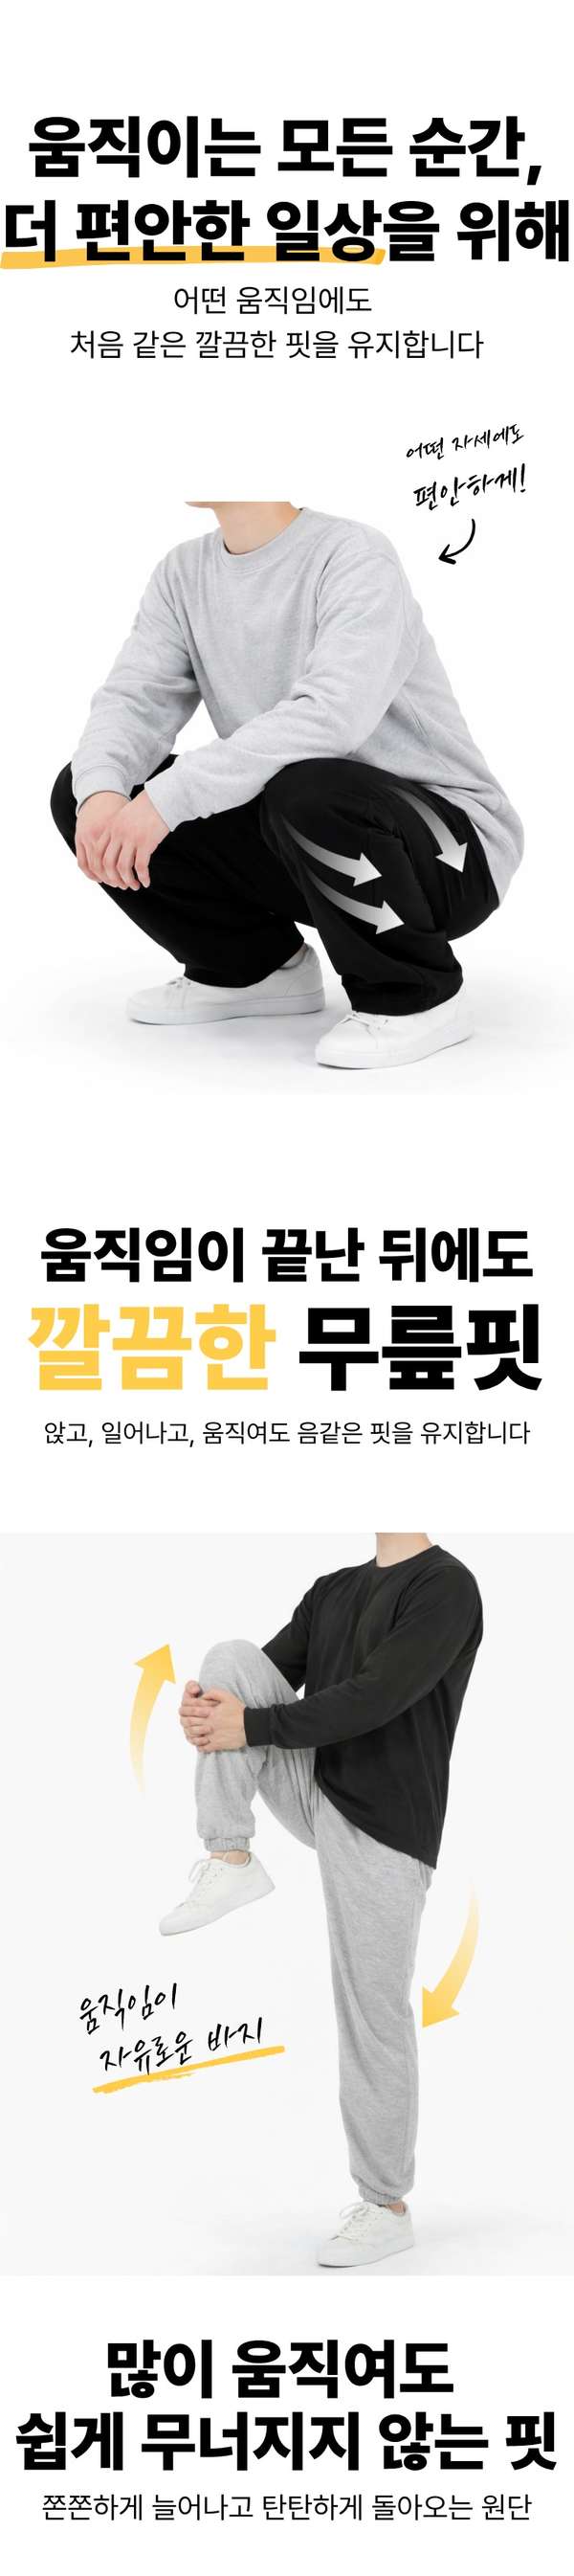 움직이는 모든 순간,
더 편안한 일상을 위해
어떤 움직임에도
처음 같은 깔끔한 핏을 유지합니다
어떤 자세에도
편안하게!
움직임이 끝난 뒤에도
깔끔한 무릎핏
앉고, 일어나고, 움직여도 음같은 핏을 유지합니다
움직임이
자유로운 바지
많이 움직여도
쉽게 무너지지 않는 핏
쫀쫀하게 늘어나고 탄탄하게 돌아오는 원단